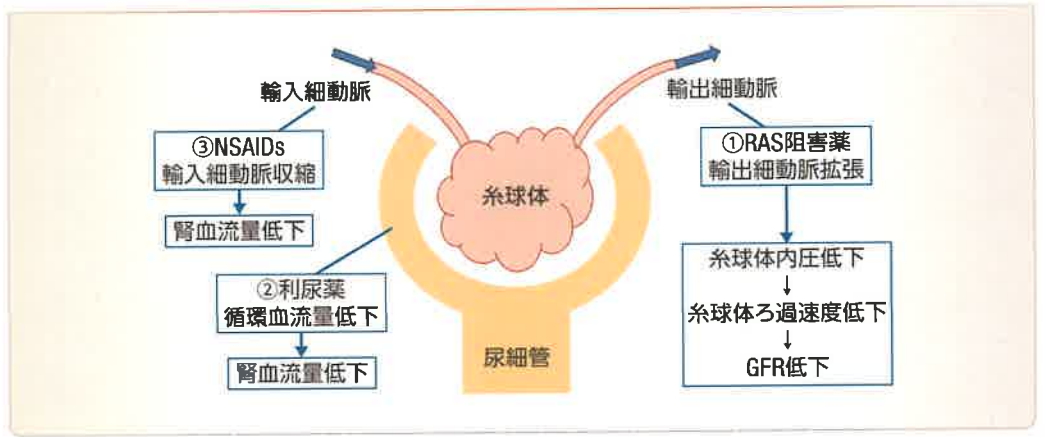 輸入細動脈
輸出細動脈
③NSAIDs
輸入細動脈収縮
腎血流量低下
①RAS阻害薬
輸出細動脈拡張
糸球体
糸球体内圧低下
↓
糸球体ろ過速度低下
↓
GFR低下
②利尿薬
循環血流量低下
腎血流量低下
尿細管